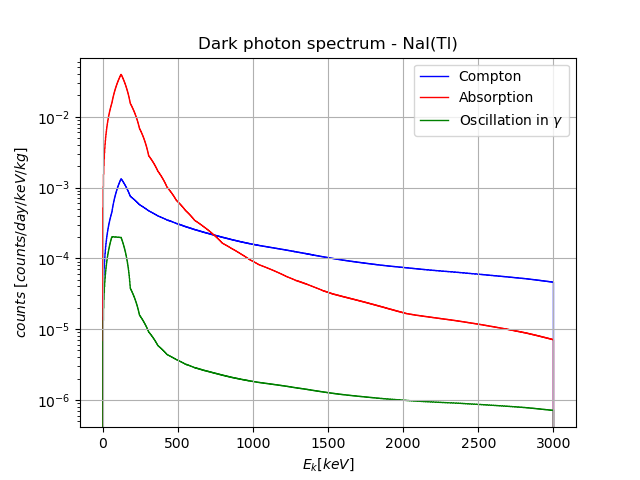 Dark photon spectrum - NaI(Tl)
Compton
Absorption
Oscillation in γ
10⁻²
10⁻³
10⁻⁴
10⁻⁵
10⁻⁶
counts [counts/day/keV/kg]
0 500 1000 1500 2000 2500 3000
Eₖ[keV]